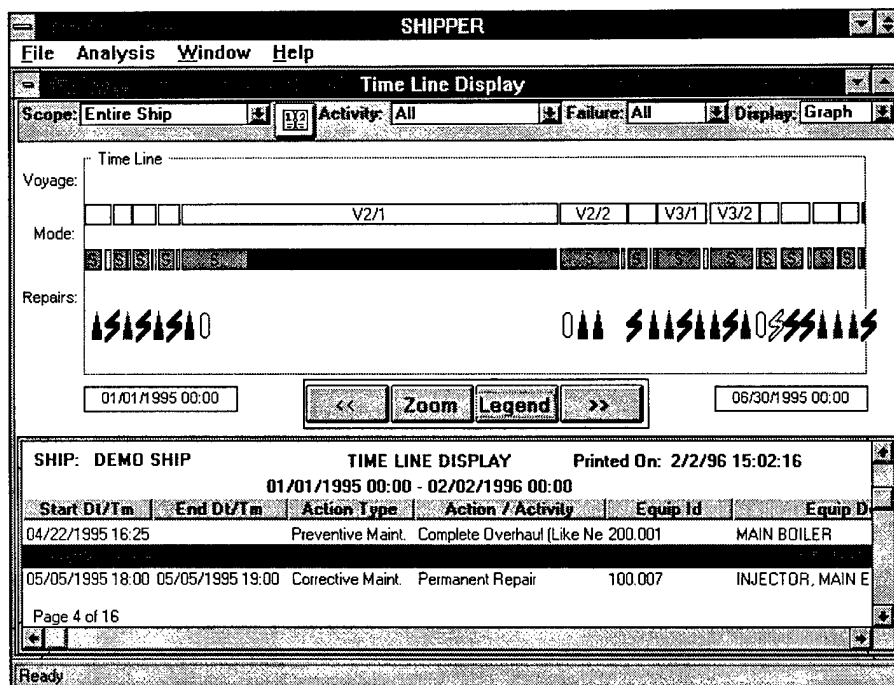 SHIPPER
File Analysis Window Help
Time Line Display
Scope: Entire Ship Activity: All Failure: All Display: Graph
Time Line
Voyage:
V2/1 V2/2 V3/1 V3/2
Mode:
S S S S S S S S S S S S S
Repairs:
01/01/1995 00:00 << Zoom Legend >> 06/30/1995 00:00
SHIP: DEMO SHIP TIME LINE DISPLAY Printed On: 2/2/96 15:02:16
01/01/1995 00:00 - 02/02/1996 00:00
Start Dt/Tm End Dt/Tm Action Type Action / Activity Equip Id Equip D
04/22/1995 16:25 Preventive Maint. Complete Overhaul (Like Ne 200.001 MAIN BOILER
05/05/1995 18:00 05/05/1995 19:00 Corrective Maint. Permanent Repair 100.007 INJECTOR, MAIN E
Page 4 of 16
Ready